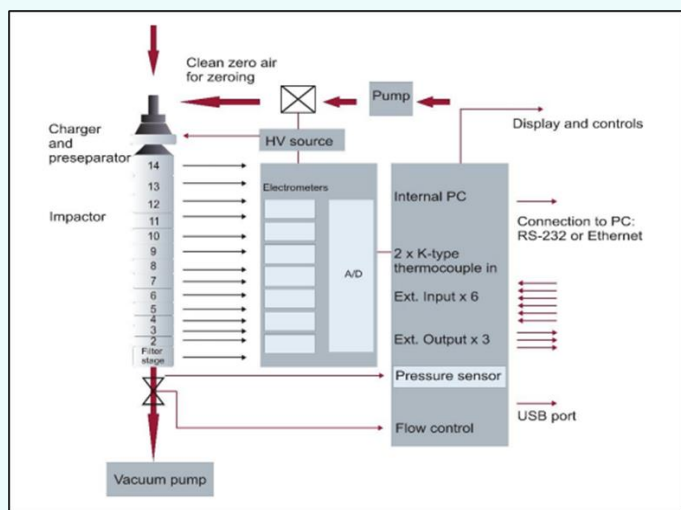 Clean zero air
for zeroing
Pump
Display and controls
Charger
and
preseparator
HV source
14
13
12
11
10
9
8
7
6
5
4
3
2
Filter
stage
Impactor
Electrometers
A/D
Internal PC
Connection to PC:
RS-232 or Ethernet
2 x K-type
thermocouple in
Ext. Input x 6
Ext. Output x 3
Pressure sensor
USB port
Flow control
Vacuum pump